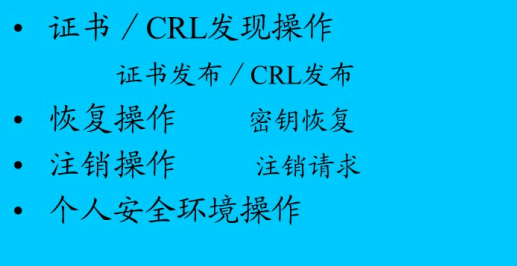 • 证书／CRL发现操作
证书发布／CRL发布
• 恢复操作 密钥恢复
• 注销操作 注销请求
• 个人安全环境操作